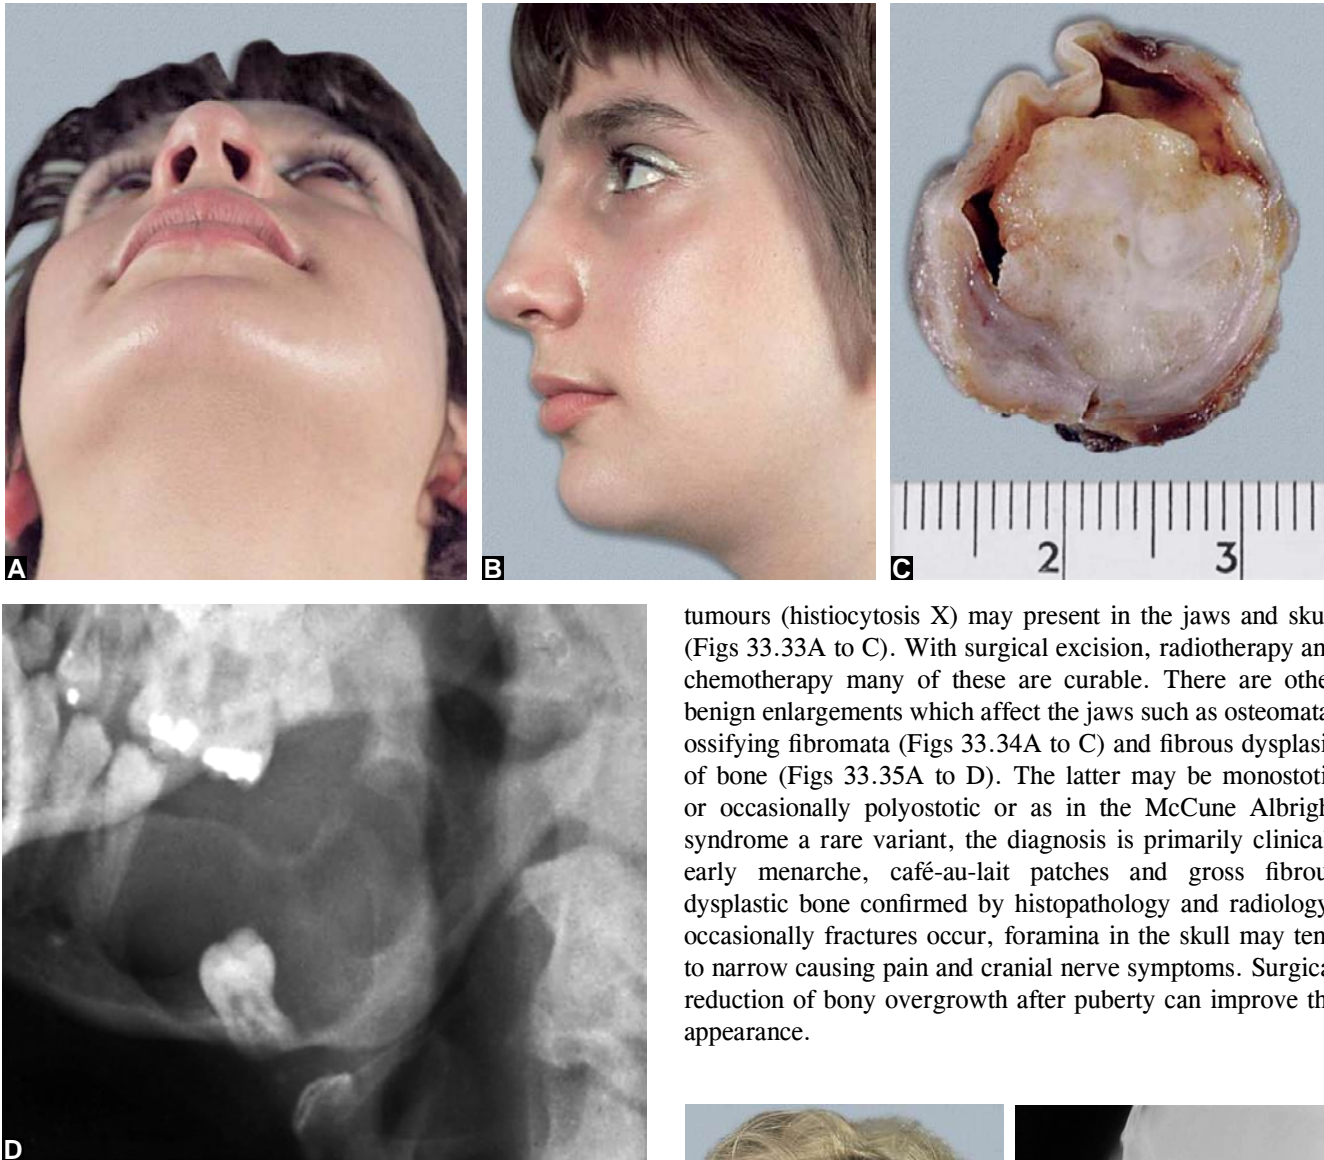 A
B
C
2
3
D
tumours (histiocytosis X) may present in the jaws and sku
(Figs 33.33A to C). With surgical excision, radiotherapy an
chemotherapy many of these are curable. There are othe
benign enlargements which affect the jaws such as osteomata
ossifying fibromata (Figs 33.34A to C) and fibrous dysplasi
of bone (Figs 33.35A to D). The latter may be monostoti
or occasionally polyostotic or as in the McCune Albrigh
syndrome a rare variant, the diagnosis is primarily clinical
early menarche, café-au-lait patches and gross fibrou
dysplastic bone confirmed by histopathology and radiology
occasionally fractures occur, foramina in the skull may ten
to narrow causing pain and cranial nerve symptoms. Surgica
reduction of bony overgrowth after puberty can improve th
appearance.